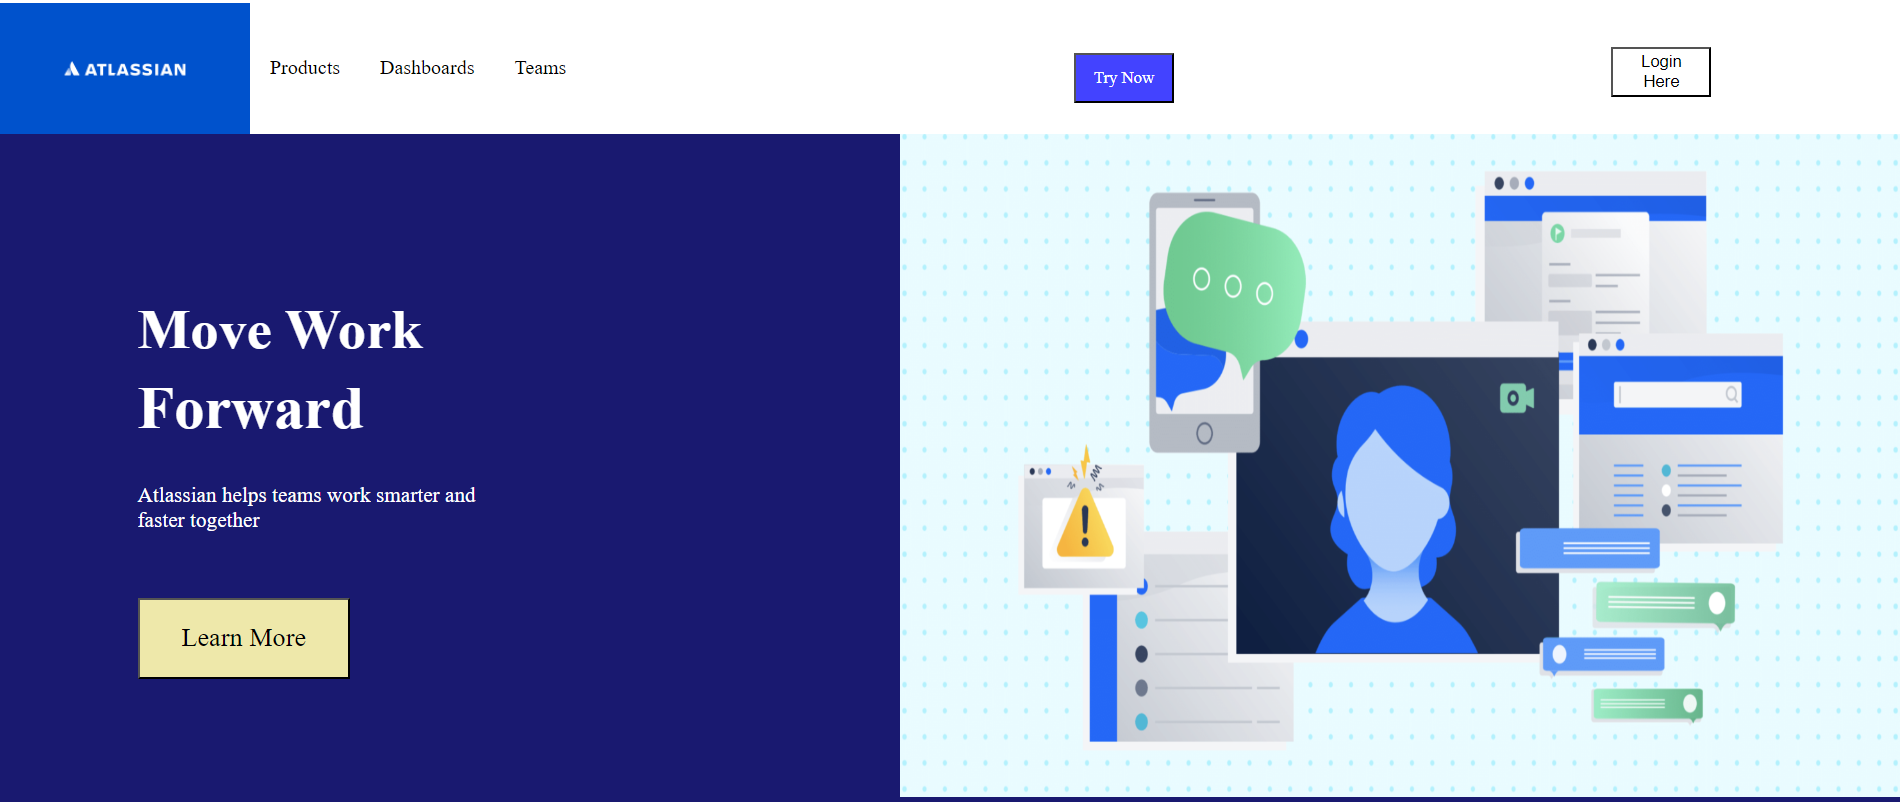 ATLASSIAN
Products
Dashboards
Teams
Try Now
Login
Here
Move Work
Forward
Atlassian helps teams work smarter and
faster together
Learn More